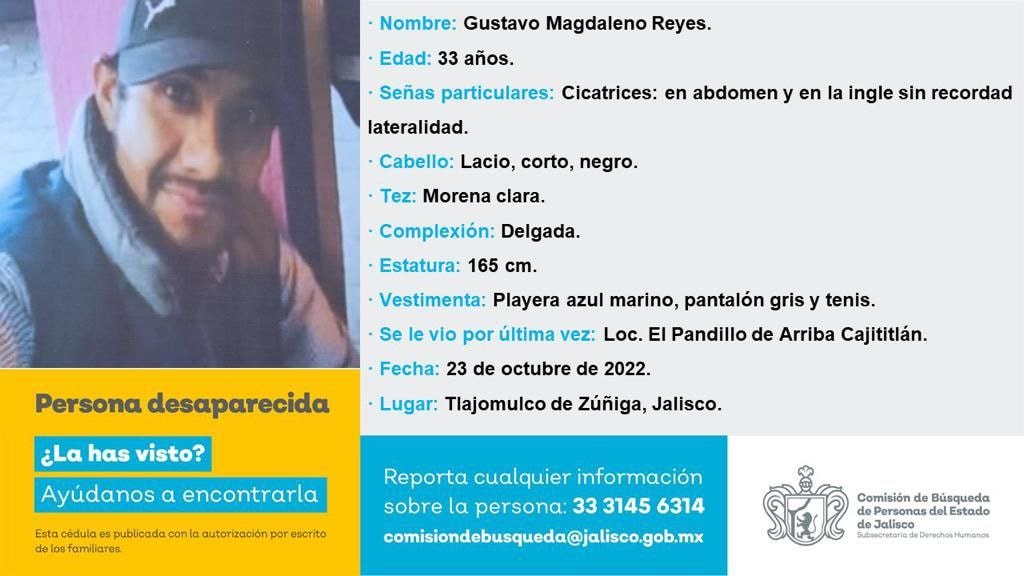 · Nombre: Gustavo Magdaleno Reyes.
· Edad: 33 años.
· Señas particulares: Cicatrices: en abdomen y en la ingle sin recordad
lateralidad.
· Cabello: Lacio, corto, negro.
· Tez: Morena clara.
· Complexión: Delgada.
· Estatura: 165 cm.
· Vestimenta: Playera azul marino, pantalón gris y tenis.
· Se le vio por última vez: Loc. El Pandillo de Arriba Cajititlán.
· Fecha: 23 de octubre de 2022.
· Lugar: Tlajomulco de Zúñiga, Jalisco.
Persona desaparecida
¿La has visto?
Ayúdanos a encontrarla
Esta cédula es publicada con la autorización por escrito
de los familiares.
Reporta cualquier información
sobre la persona: 33 3145 6314
comisiondebusqueda@jalisco.gob.mx
Comisión de Búsqueda
de Personas del Estado
de Jalisco
Subsecretaría de Derechos Humanos